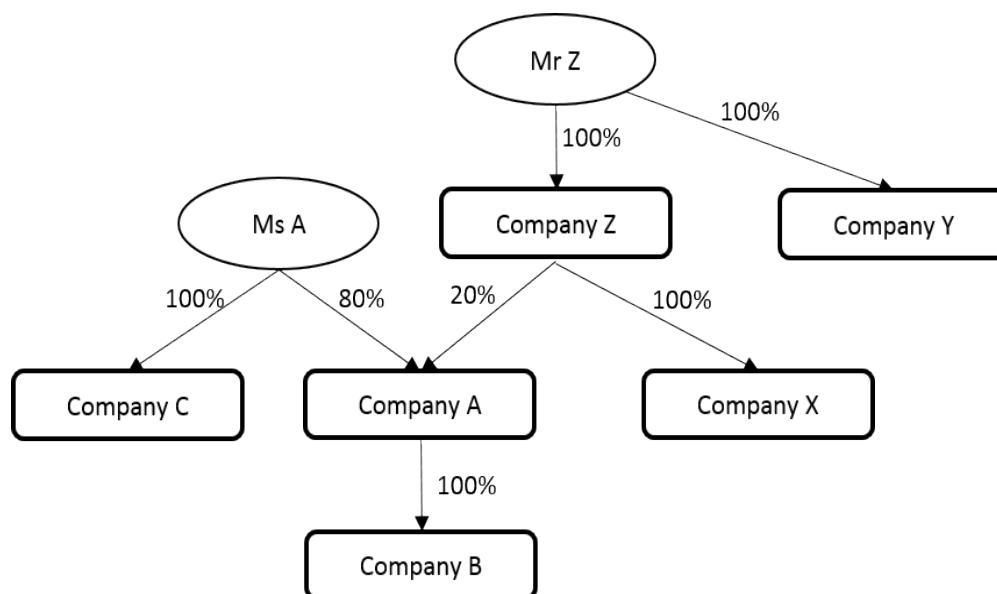 Mr Z
100%
100%
Ms A
Company Z
Company Y
100%
80%
20%
100%
Company C
Company A
Company X
100%
Company B